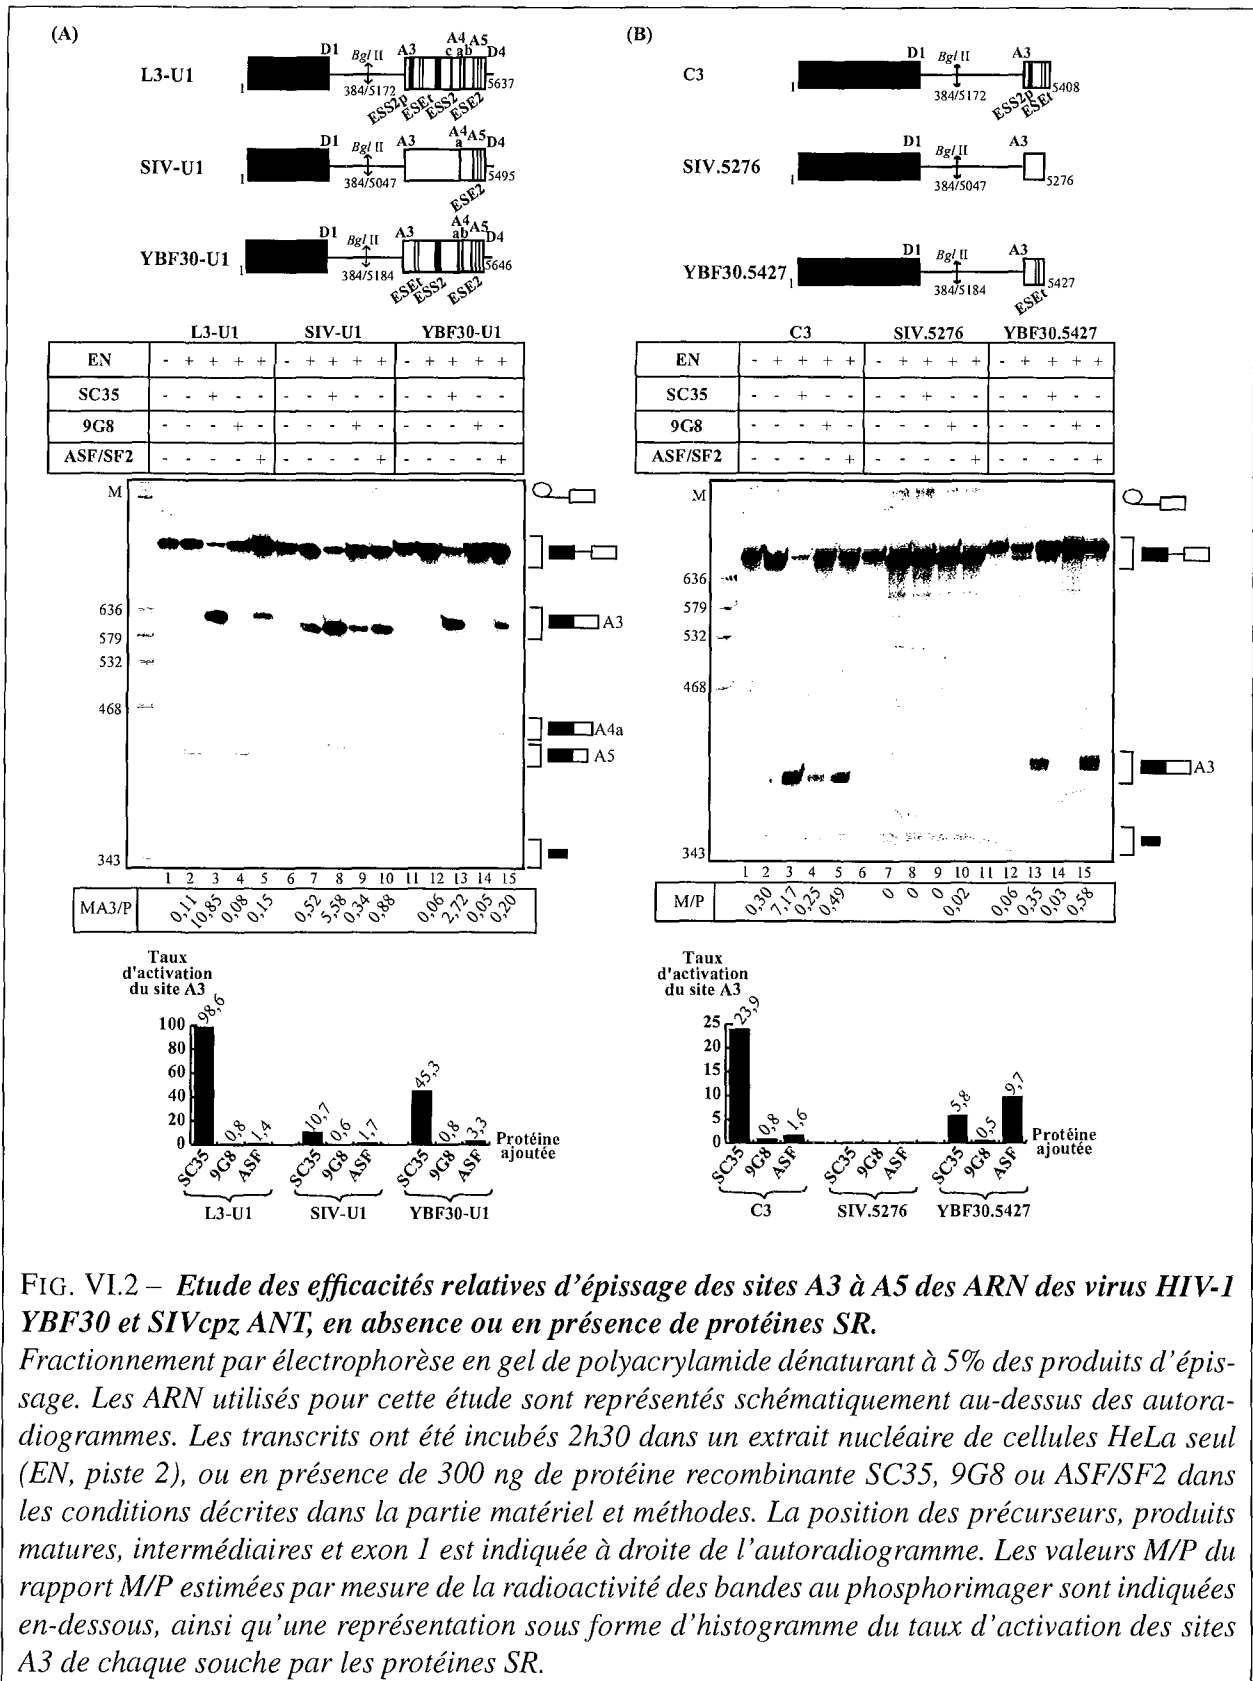 (A)
L3-U1
D1
Bgl II
A3
A4
c ab
A5
D4
1
384/5172
5637
ESS2p
ESEt
ESS2
ESE2
SIV-U1
D1
Bgl II
A3
A4
a
A5
D4
1
384/5047
5495
ESE2
YBF30-U1
D1
Bgl II
A3
A4
ab
A5
D4
1
384/5184
5646
ESEt
ESS2
ESE2
L3-U1 SIV-U1 YBF30-U1
EN - + + + + - + + + + - + + + +
SC35 - - + - - - - + - - - - + - -
9G8 - - - + - - - - + - - - - + -
ASF/SF2 - - - - + - - - - + - - - - +
M
636
579
532
468
343
A3
A4a
A5
1 2 3 4 5 6 7 8 9 10 11 12 13 14 15
MA3/P 0,11 10,85 0,08 0,15 0,52 5,58 0,34 0,88 0,06 2,72 0,05 0,20
Taux
d'activation
du site A3
100
80
60
40
20
0
98,6 0,8 1,4 10,7 0,6 1,7 45,3 0,8 3,3
Protéine
ajoutée
SC35 9G8 ASF SC35 9G8 ASF SC35 9G8 ASF
L3-U1 SIV-U1 YBF30-U1
(B)
C3
D1
Bgl II
A3
1
384/5172
5408
ESS2p
ESEt
SIV.5276
D1
Bgl II
A3
1
384/5047
5276
YBF30.5427
D1
Bgl II
A3
1
384/5184
5427
ESEt
C3 SIV.5276 YBF30.5427
EN - + + + + - + + + + - + + + +
SC35 - - + - - - - + - - - - + - -
9G8 - - - + - - - - + - - - - + -
ASF/SF2 - - - - + - - - - + - - - - +
M
636
579
532
468
343
A3
1 2 3 4 5 6 7 8 9 10 11 12 13 14 15
M/P 0,30 7,17 0,25 0,49 0 0 0 0,02 0,06 0,35 0,03 0,58
Taux
d'activation
du site A3
25
20
15
10
5
0
23,9 0,8 1,6 5,8 0,5 9,7
Protéine
ajoutée
SC35 9G8 ASF SC35 9G8 ASF SC35 9G8 ASF
C3 SIV.5276 YBF30.5427
FIG. VI.2 – Etude des efficacités relatives d'épissage des sites A3 à A5 des ARN des virus HIV-1
YBF30 et SIVcpz ANT, en absence ou en présence de protéines SR.
Fractionnement par électrophorèse en gel de polyacrylamide dénaturant à 5% des produits d'épis-
sage. Les ARN utilisés pour cette étude sont représentés schématiquement au-dessus des autora-
diogrammes. Les transcrits ont été incubés 2h30 dans un extrait nucléaire de cellules HeLa seul
(EN, piste 2), ou en présence de 300 ng de protéine recombinante SC35, 9G8 ou ASF/SF2 dans
les conditions décrites dans la partie matériel et méthodes. La position des précurseurs, produits
matures, intermédiaires et exon 1 est indiquée à droite de l'autoradiogramme. Les valeurs M/P du
rapport M/P estimées par mesure de la radioactivité des bandes au phosphorimager sont indiquées
en-dessous, ainsi qu'une représentation sous forme d'histogramme du taux d'activation des sites
A3 de chaque souche par les protéines SR.